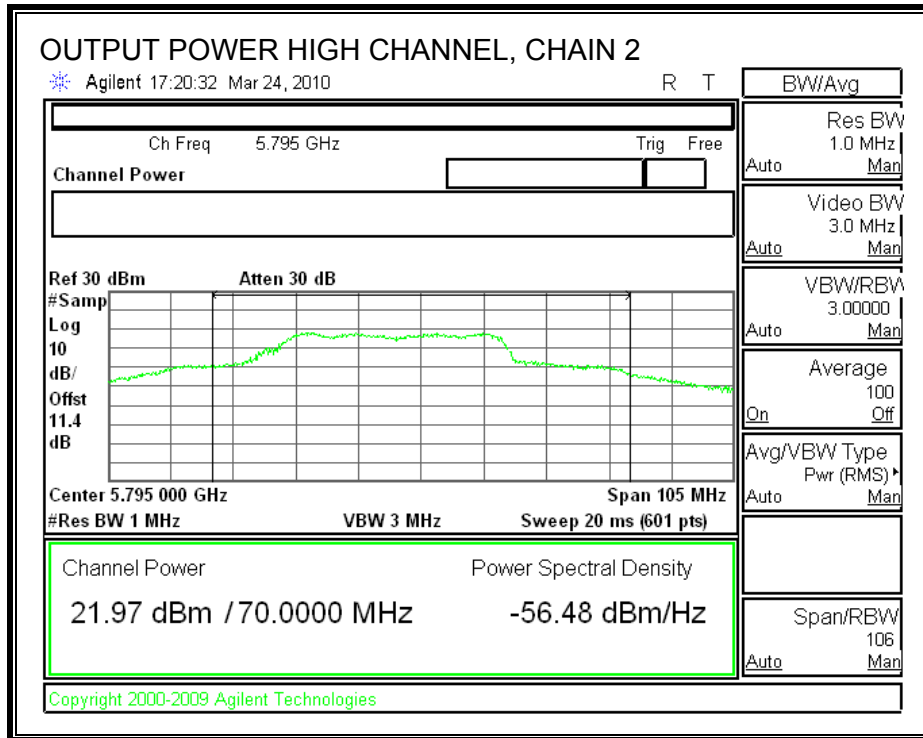 OUTPUT POWER HIGH CHANNEL, CHAIN 2
Agilent 17:20:32 Mar 24, 2010 R T
Ch Freq 5.795 GHz Trig Free
Channel Power
Ref 30 dBm Atten 30 dB
#Samp
Log
10
dB/
Offst
11.4
dB
Center 5.795 000 GHz Span 105 MHz
#Res BW 1 MHz VBW 3 MHz Sweep 20 ms (601 pts)
Channel Power Power Spectral Density
21.97 dBm / 70.0000 MHz -56.48 dBm/Hz
Copyright 2000-2009 Agilent Technologies
BW/Avg
Res BW
1.0 MHz
Auto Man
Video BW
3.0 MHz
Auto Man
VBW/RBW
3.00000
Auto Man
Average
100
On Off
Avg/VBW Type
Pwr (RMS)
Auto Man
Span/RBW
106
Auto Man